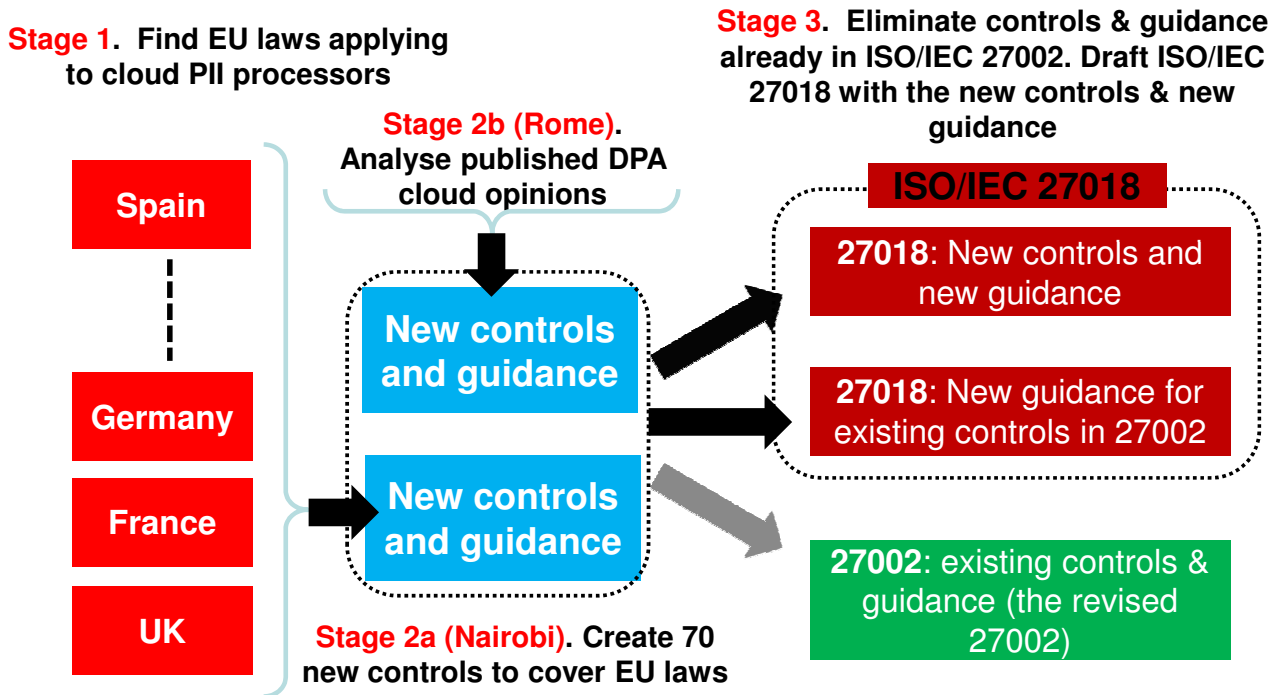 Stage 1.  Find EU laws applying
to cloud PII processors
Spain
Germany
France
UK
Stage 2b (Rome).
Analyse published DPA
cloud opinions
New controls
and guidance
New controls
and guidance
Stage 2a (Nairobi). Create 70
new controls to cover EU laws
Stage 3.  Eliminate controls & guidance
already in ISO/IEC 27002. Draft ISO/IEC
27018 with the new controls & new
guidance
ISO/IEC 27018
27018: New controls and
new guidance
27018: New guidance for
existing controls in 27002
27002: existing controls &
guidance (the revised
27002)